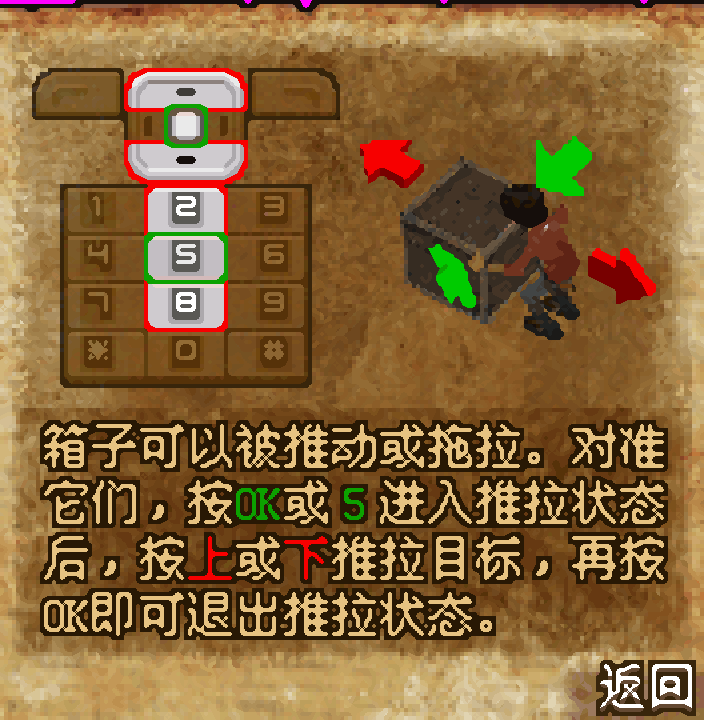 1 2 3
4 5 6
7 8 9
* 0 #
箱子可以被推动或拖拉。对准
它们，按OK或 5 进入推拉状态
后，按上或下推拉目标，再按
OK即可退出推拉状态。
返回